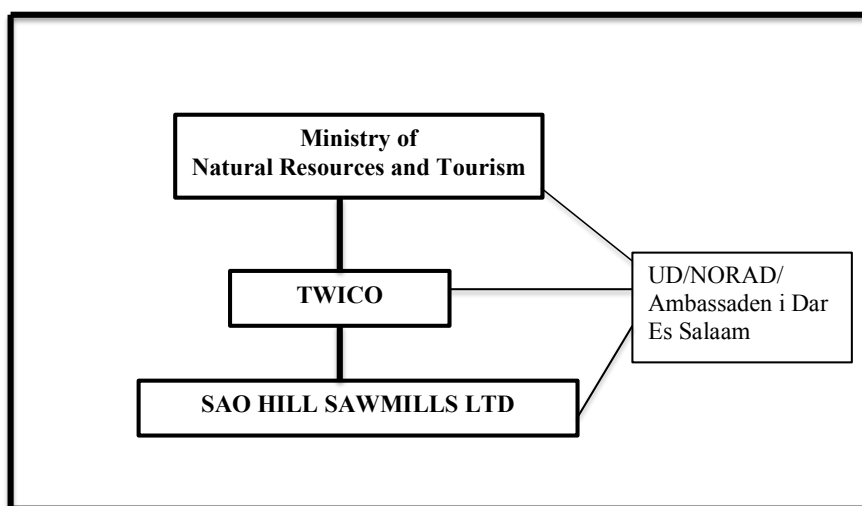 Ministry of
Natural Resources and Tourism
UD/NORAD/
Ambassaden i Dar
Es Salaam
TWICO
SAO HILL SAWMILLS LTD